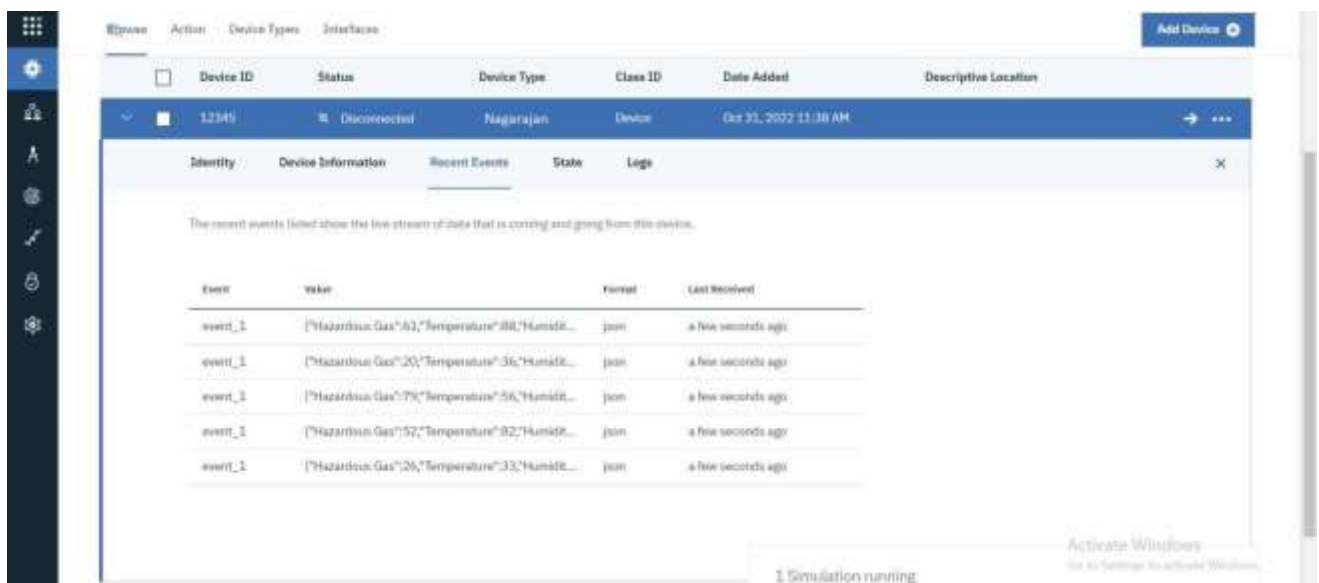 Browse Action Device Types Interfaces Add Device
Device ID Status Device Type Class ID Date Added Descriptive Location
12345 Disconnected Nagarajan Device Oct 31, 2022 11:38 AM
Identity Device Information Recent Events State Logs
The recent events listed show the live stream of data that is coming and going from this device.
Event Value Format Last Received
event_1 {"Hazardous Gas":61,"Temperature":88,"Humidit... json a few seconds ago
event_1 {"Hazardous Gas":20,"Temperature":36,"Humidit... json a few seconds ago
event_1 {"Hazardous Gas":79,"Temperature":56,"Humidit... json a few seconds ago
event_1 {"Hazardous Gas":52,"Temperature":82,"Humidit... json a few seconds ago
event_1 {"Hazardous Gas":26,"Temperature":33,"Humidit... json a few seconds ago
Activate Windows
Go to Settings to activate Windows.
1 Simulation running